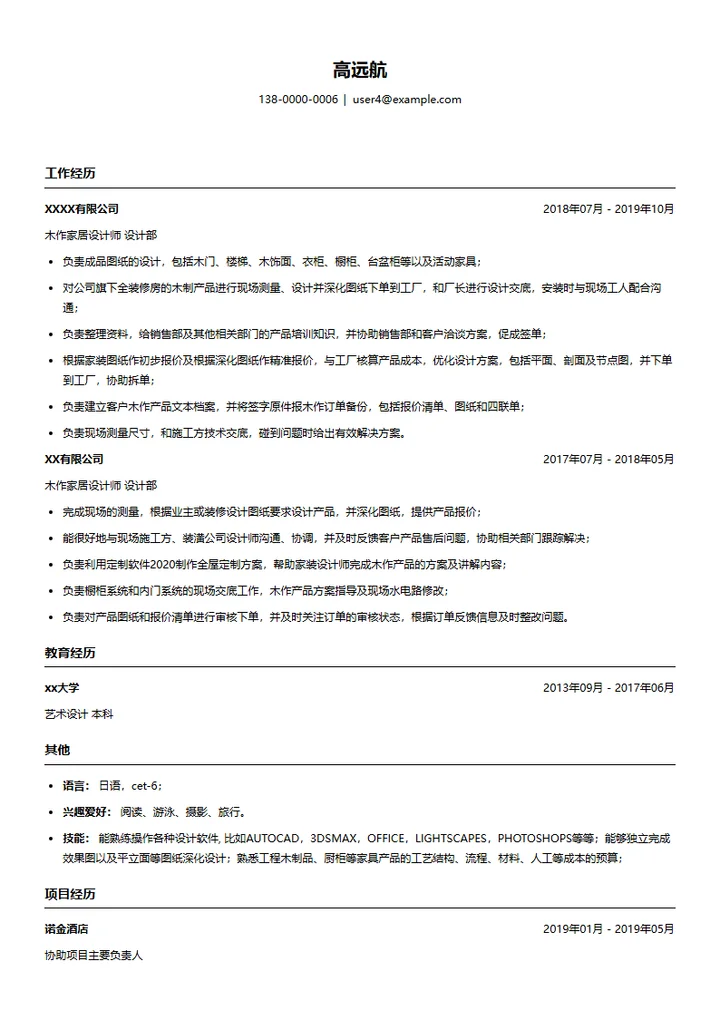 高远航
138-0000-0006 | user4@example.com
工作经历
XXXX有限公司 2018年07月 - 2019年10月
木作家居设计师 设计部
• 负责成品图纸的设计，包括木门、楼梯、木饰面、衣柜、橱柜、台盆柜等以及活动家具；
• 对公司旗下全装修房的木制产品进行现场测量、设计并深化图纸下单到工厂，和厂长进行设计交底，安装时与现场工人配合沟
通；
• 负责整理资料，给销售部及其他相关部门的产品培训知识，并协助销售和客户洽谈方案，促成签单；
• 根据家装图纸作初步报价及根据深化图纸作精准报价，与工厂核算产品成本，优化设计方案，包括平面、剖面及节点图，并下单
到工厂，协助拆单；
• 负责建立客户木作产品文本档案，并将签字原件报木作订单备份，包括报价清单、图纸和四联单；
• 负责现场测量尺寸，和施工方技术交底，碰到问题时给出有效解决方案。
XX有限公司 2017年07月 - 2018年05月
木作家居设计师 设计部
• 完成现场的测量，根据业主或装修设计图纸要求设计产品，并深化图纸，提供产品报价；
• 能很好地与现场施工方、装潢公司设计师沟通、协调，并及时反馈客户产品售后问题，协助相关部门跟踪解决；
• 负责利用定制软件2020制作全屋定制方案，帮助家装设计师完成木作产品的方案及讲解内容；
• 负责橱柜系统和内门系统的现场交底工作，木作产品方案指导及现场水电路修改；
• 负责对产品图纸和报价清单进行审核下单，并及时关注订单的审核状态，根据订单反馈信息及时整改问题。
教育经历
xx大学 2013年09月 - 2017年06月
艺术设计 本科
其他
• 语言： 日语，cet-6；
• 兴趣爱好： 阅读、游泳、摄影、旅行。
• 技能： 能熟练操作各种设计软件, 比如AUTOCAD，3DSMAX，OFFICE，LIGHTSCAPES，PHOTOSHOPS等等；能够独立完成
效果图以及平立面等图纸深化设计；熟悉工程木制品、厨柜等家具产品的工艺结构、流程、材料、人工等成本的预算；
项目经历
诺金酒店 2019年01月 - 2019年05月
协助项目主要负责人